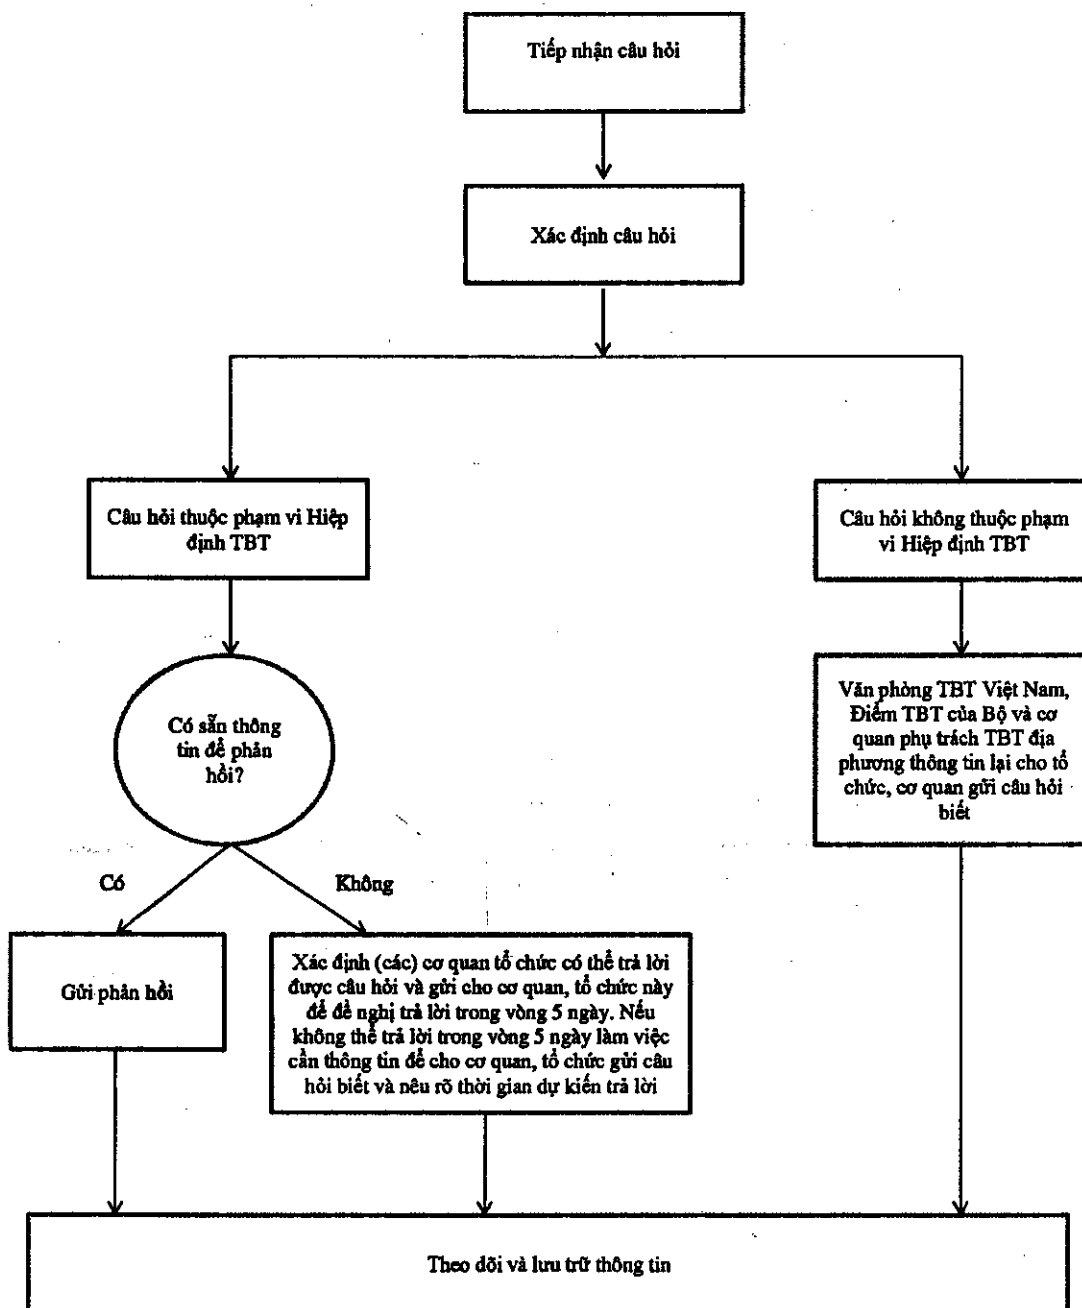 Tiếp nhận câu hỏi
Xác định câu hỏi
Câu hỏi thuộc phạm vi Hiệp
định TBT
Câu hỏi không thuộc phạm
vi Hiệp định TBT
Có sẵn thông
tin để phản
hồi?
Văn phòng TBT Việt Nam,
Điểm TBT của Bộ và cơ
quan phụ trách TBT địa
phương thông tin lại cho tổ
chức, cơ quan gửi câu hỏi
biết
Có
Không
Gửi phản hồi
Xác định (các) cơ quan tổ chức có thể trả lời
được câu hỏi và gửi cho cơ quan, tổ chức này
để đề nghị trả lời trong vòng 5 ngày. Nếu
không thể trả lời trong vòng 5 ngày làm việc
cần thông tin để cho cơ quan, tổ chức gửi câu
hỏi biết và nêu rõ thời gian dự kiến trả lời
Theo dõi và lưu trữ thông tin